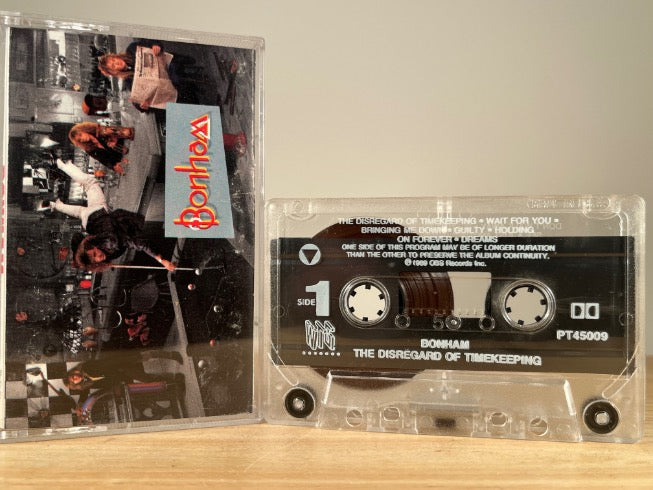 Bonham
THE DISREGARD OF TIMEKEEPING • WAIT FOR YOU •
BRINGING ME DOWN • GUILTY • HOLDING
ON FOREVER • DREAMS
ONE SIDE OF THIS PROGRAM MAY BE OF LONGER DURATION
THAN THE OTHER TO PRESERVE THE ALBUM CONTINUITY.
℗ 1989 CBS Records Inc.
SIDE 1
50
WTG
PT45009
BONHAM
THE DISREGARD OF TIMEKEEPING